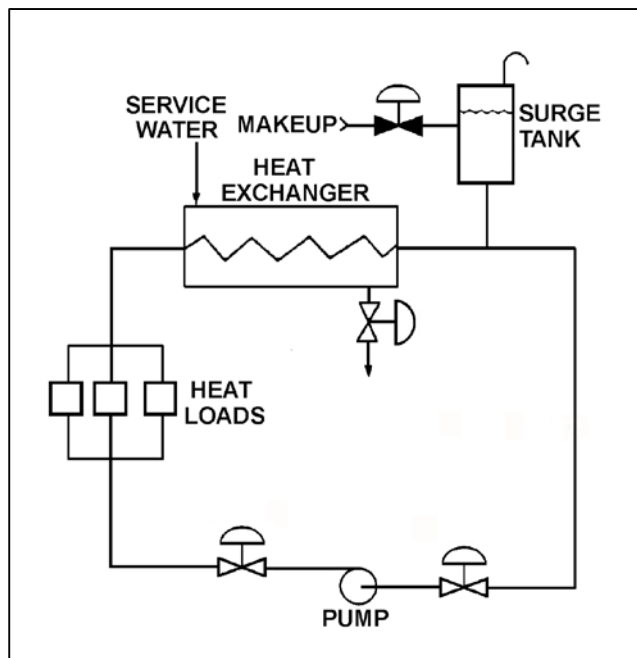 SERVICE
WATER
MAKEUP
SURGE
TANK
HEAT
EXCHANGER
HEAT
LOADS
PUMP